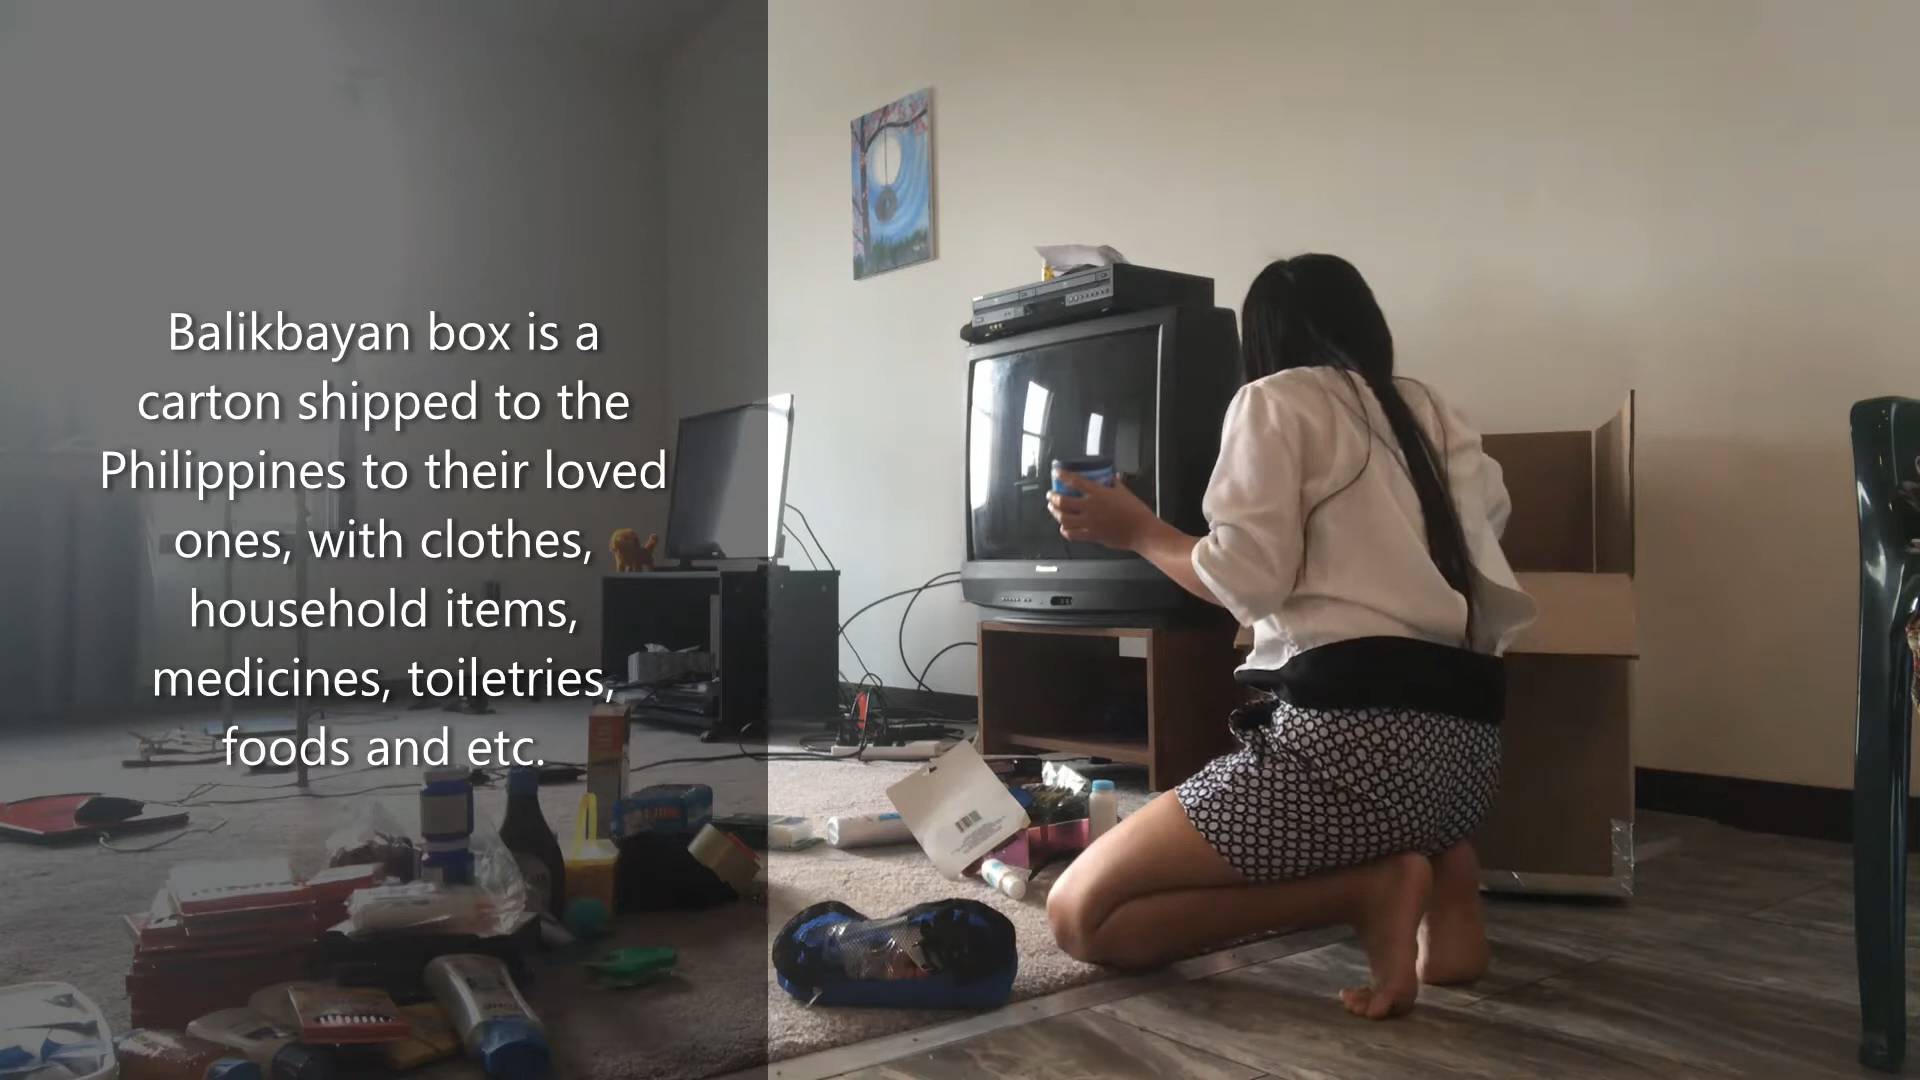 Balikbayan box is a
carton shipped to the
Philippines to their loved
ones, with clothes,
household items,
medicines, toiletries,
foods and etc.
Panasonic